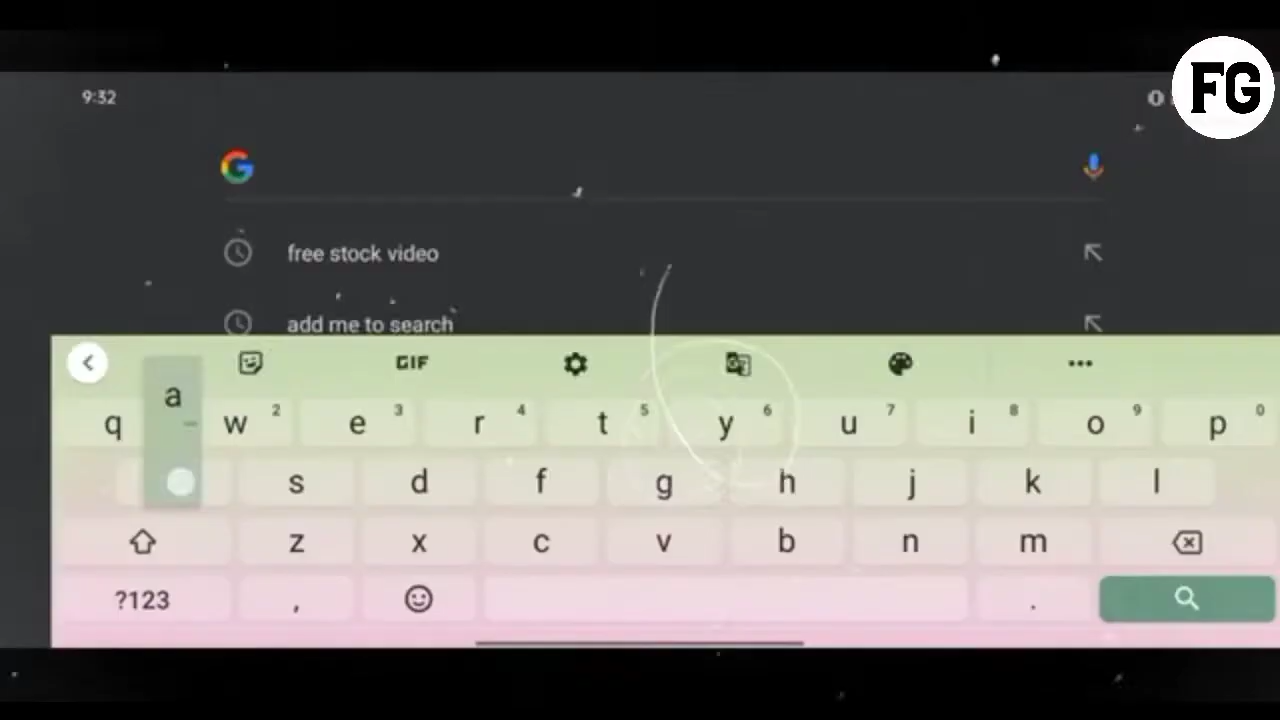 FG
9:32
free stock video
add me to search
GIF
a
q w 2 e 3 r 4 t 5 y 6 u 7 i 8 o 9 p 0
s d f g h j k l
z x c v b n m
?123 , .